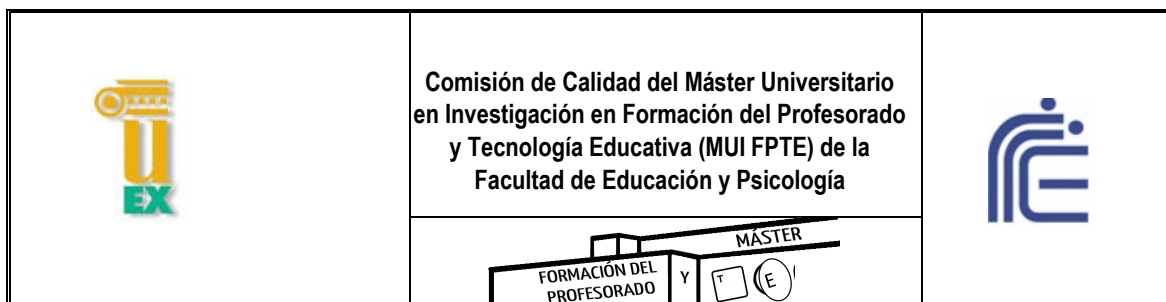 UEX
Comisión de Calidad del Máster Universitario
en Investigación en Formación del Profesorado
y Tecnología Educativa (MUI FPTE) de la
Facultad de Educación y Psicología
MÁSTER
FORMACIÓN DEL
PROFESORADO
Y
T
E